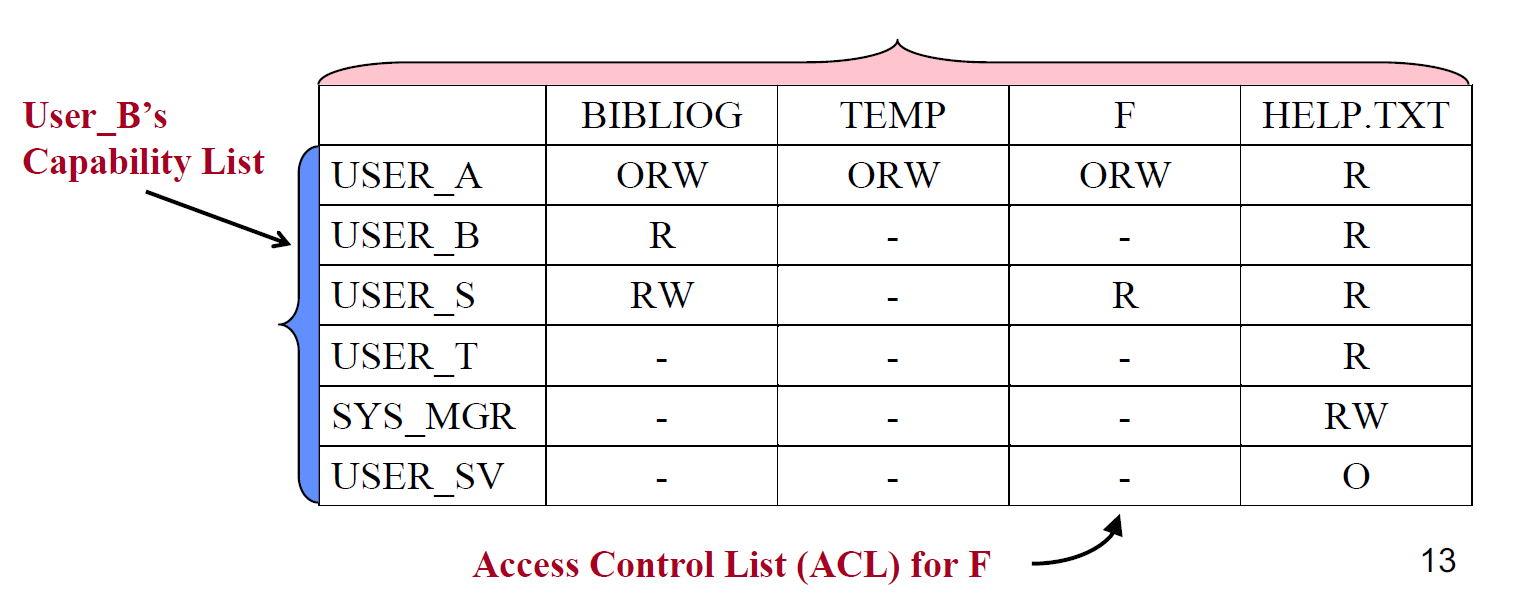 User_B's
Capability List
BIBLIOG TEMP F HELP.TXT
USER_A ORW ORW ORW R
USER_B R - - R
USER_S RW - R R
USER_T - - - R
SYS_MGR - - - RW
USER_SV - - - O
Access Control List (ACL) for F
13